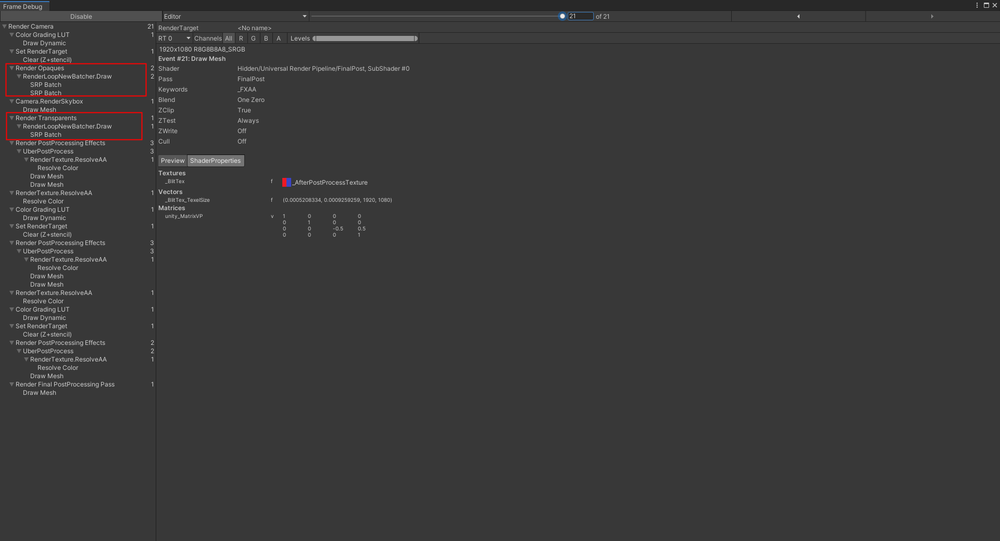 Frame Debug
Disable
Editor
21 of 21
Render Camera 21
Color Grading LUT 1
Draw Dynamic
Set RenderTarget 1
Clear (Z+stencil)
Render Opaques 2
RenderLoopNewBatcher.Draw 2
SRP Batch
SRP Batch
Camera.RenderSkybox 1
Draw Mesh
Render Transparents 1
RenderLoopNewBatcher.Draw 1
SRP Batch
Render PostProcessing Effects 3
UberPostProcess 3
RenderTexture.ResolveAA 1
Resolve Color
Draw Mesh
Draw Mesh
RenderTexture.ResolveAA 1
Resolve Color
Color Grading LUT 1
Draw Dynamic
Set RenderTarget 1
Clear (Z+stencil)
Render PostProcessing Effects 3
UberPostProcess 3
RenderTexture.ResolveAA 1
Resolve Color
Draw Mesh
Draw Mesh
RenderTexture.ResolveAA 1
Resolve Color
Color Grading LUT 1
Draw Dynamic
Set RenderTarget 1
Clear (Z+stencil)
Render PostProcessing Effects 2
UberPostProcess 2
RenderTexture.ResolveAA 1
Resolve Color
Draw Mesh
Render Final PostProcessing Pass 1
Draw Mesh
RenderTarget <No name>
RT 0 Channels All R G B A Levels
1920x1080 R8G8B8A8_SRGB
Event #21: Draw Mesh
Shader Hidden/Universal Render Pipeline/FinalPost, SubShader #0
Pass FinalPost
Keywords _FXAA
Blend One Zero
ZClip True
ZTest Always
ZWrite Off
Cull Off
Preview ShaderProperties
Textures
_BlitTex f _AfterPostProcessTexture
Vectors
_BlitTex_TexelSize f (0.0005208334, 0.0009259259, 1920, 1080)
Matrices
unity_MatrixVP v 1 0 0 0
0 1 0 0
0 0 -0.5 0.5
0 0 0 1